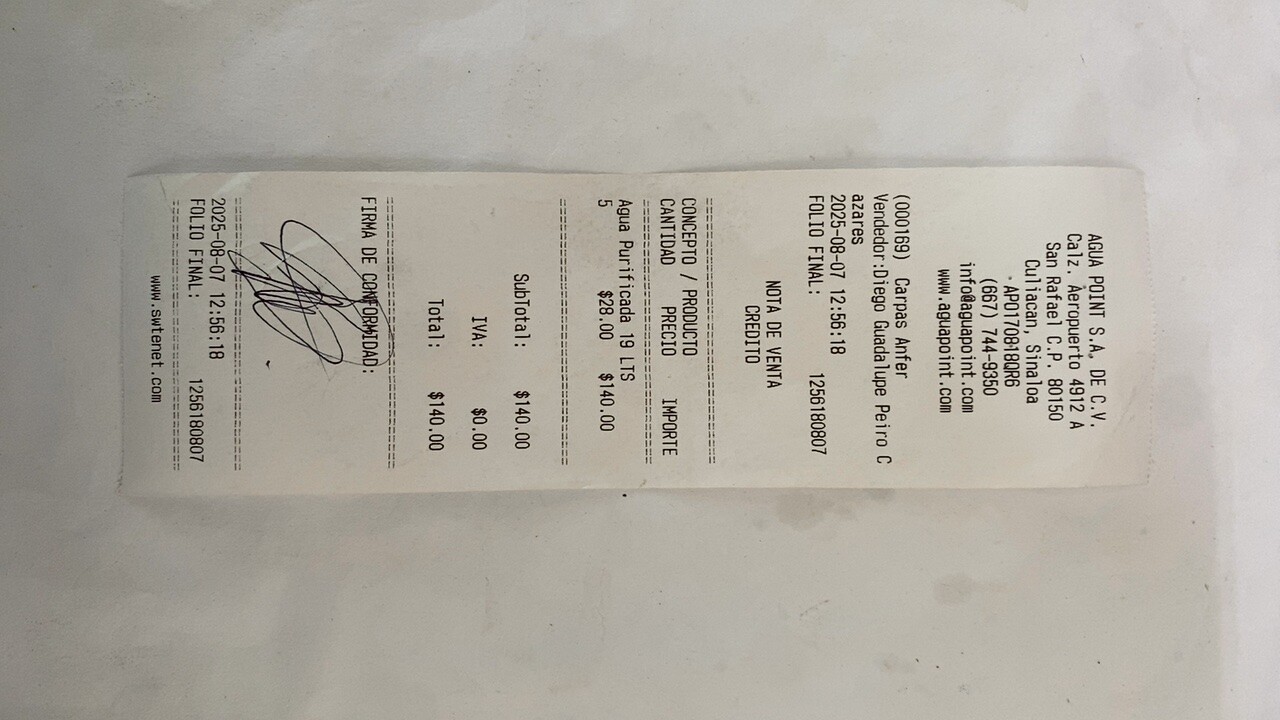 AGUA POINT S.A. DE C.V.
Calz. Aeropuerto 4912 A
San Rafael C.P. 80150
Culiacan, Sinaloa
APO170818QR6
(667) 744-9350
info@aguapoint.com
www.aguapoint.com
(000169) Carpas Anfer
Vendedor:Diego Guadalupe Peiro C
azares
2025-08-07 12:56:18
FOLIO FINAL: 1256180807
NOTA DE VENTA
CREDITO
================================
CONCEPTO / PRODUCTO
CANTIDAD PRECIO IMPORTE
================================
Agua Purificada 19 LTS
5 $28.00 $140.00
================================
SubTotal: $140.00
IVA: $0.00
Total: $140.00
================================
FIRMA DE CONFORMIDAD:
================================
2025-08-07 12:56:18
FOLIO FINAL: 1256180807
================================
www.swtenet.com